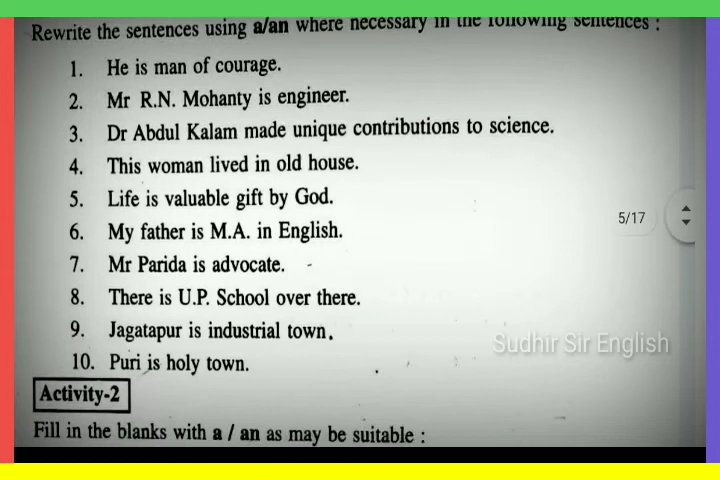 Rewrite the sentences using a/an where necessary in the following sentences :
1. He is man of courage.
2. Mr R.N. Mohanty is engineer.
3. Dr Abdul Kalam made unique contributions to science.
4. This woman lived in old house.
5. Life is valuable gift by God.
6. My father is M.A. in English.
5/17
7. Mr Parida is advocate.
8. There is U.P. School over there.
9. Jagatapur is industrial town.
Sudhir Sir English
10. Puri is holy town.
Activity-2
Fill in the blanks with a / an as may be suitable :